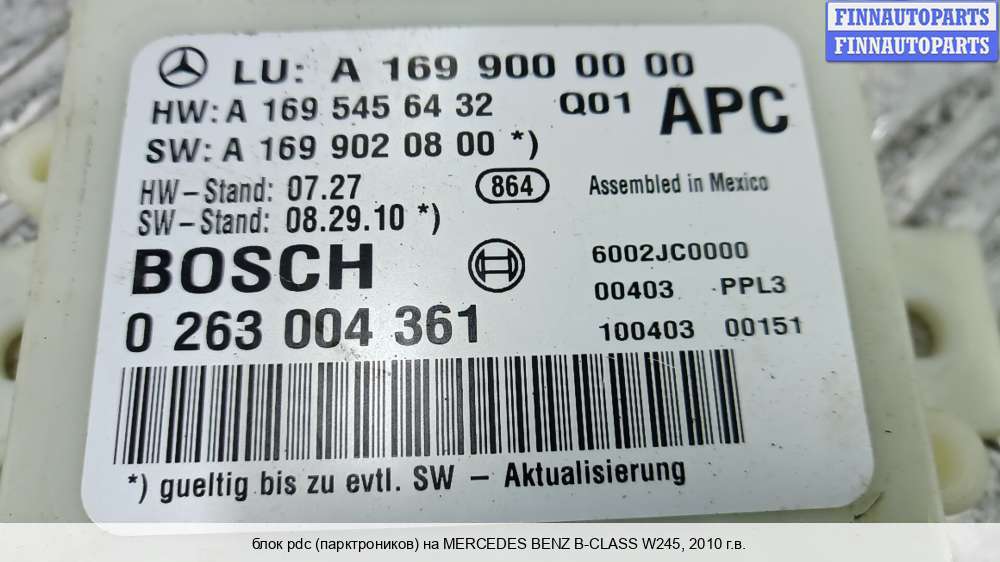 FINNAUTOPARTS
FINNAUTOPARTS
LU: A 169 900 00 00
HW: A 169 545 64 32 Q01 APC
SW: A 169 902 08 00 *)
HW-Stand: 07.27 864 Assembled in Mexico
SW-Stand: 08.29.10 *)
BOSCH 6002JC0000
00403 PPL3
0 263 004 361 100403 00151
*) gueltig bis zu evtl. SW - Aktualisierung
блок pdc (парктроников) на MERCEDES BENZ B-CLASS W245, 2010 г.в.